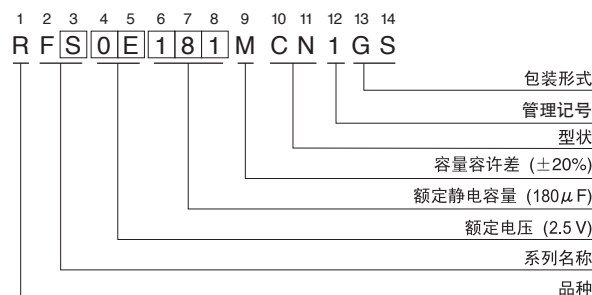 1 2 3 4 5 6 7 8 9 10 11 12 13 14
R F S 0 E 1 8 1 M C N 1 G S
包装形式
管理记号
型状
容量容许差 (±20%)
额定静电容量 (180μF)
额定电压 (2.5 V)
系列名称
品种